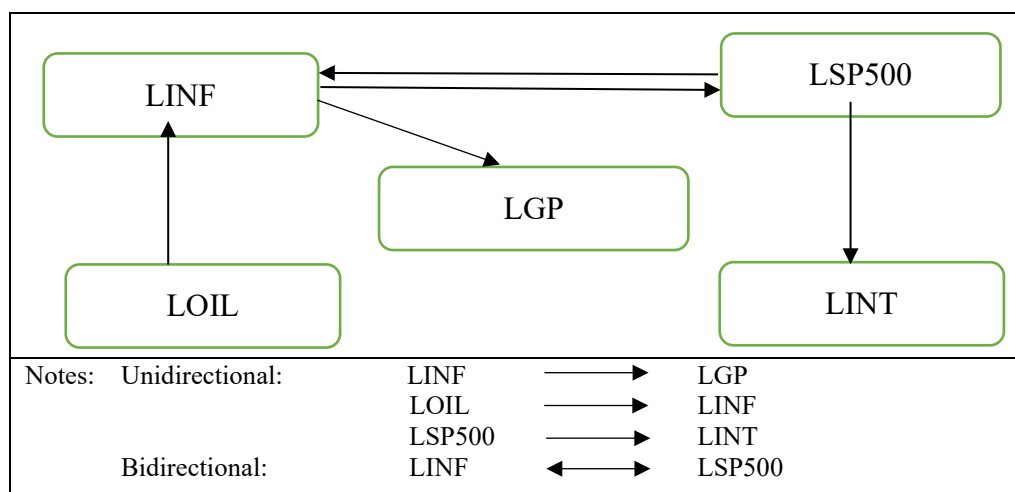 LINF
LSP500
LGP
LOIL
LINT
Notes: Unidirectional: LINF LGP
LOIL LINF
LSP500 LINT
Bidirectional: LINF LSP500